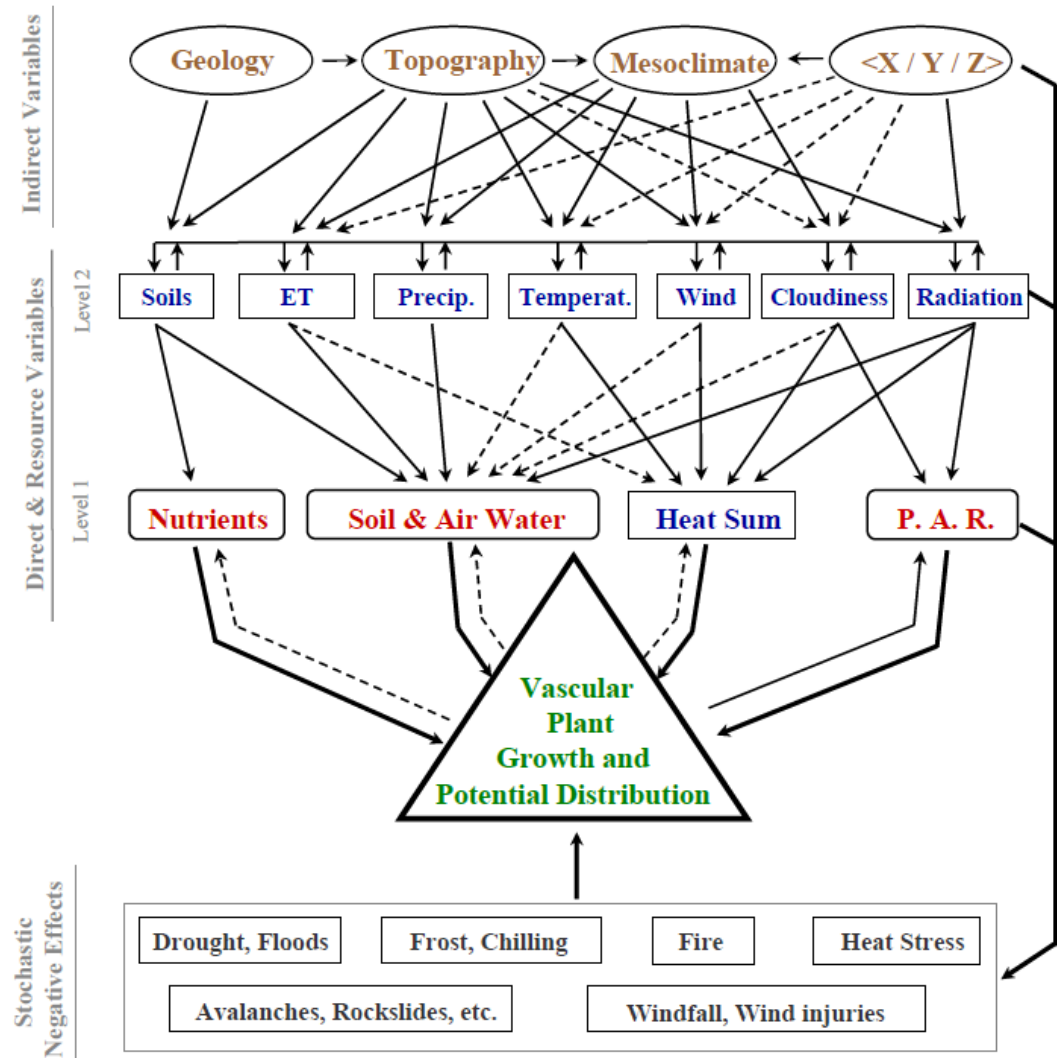 Indirect Variables
Geology
Topography
Mesoclimate
<X / Y / Z>
Direct & Resource Variables
Level 2
Soils
ET
Precip.
Temperat.
Wind
Cloudiness
Radiation
Level 1
Nutrients
Soil & Air Water
Heat Sum
P. A. R.
Vascular
Plant
Growth and
Potential Distribution
Stochastic
Negative Effects
Drought, Floods
Frost, Chilling
Fire
Heat Stress
Avalanches, Rockslides, etc.
Windfall, Wind injuries